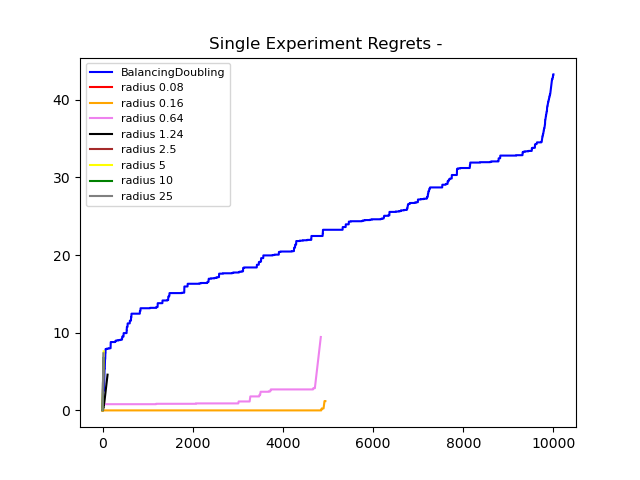 Single Experiment Regrets -
BalancingDoubling
radius 0.08
radius 0.16
radius 0.64
radius 1.24
radius 2.5
radius 5
radius 10
radius 25
40
30
20
10
0
0 2000 4000 6000 8000 10000